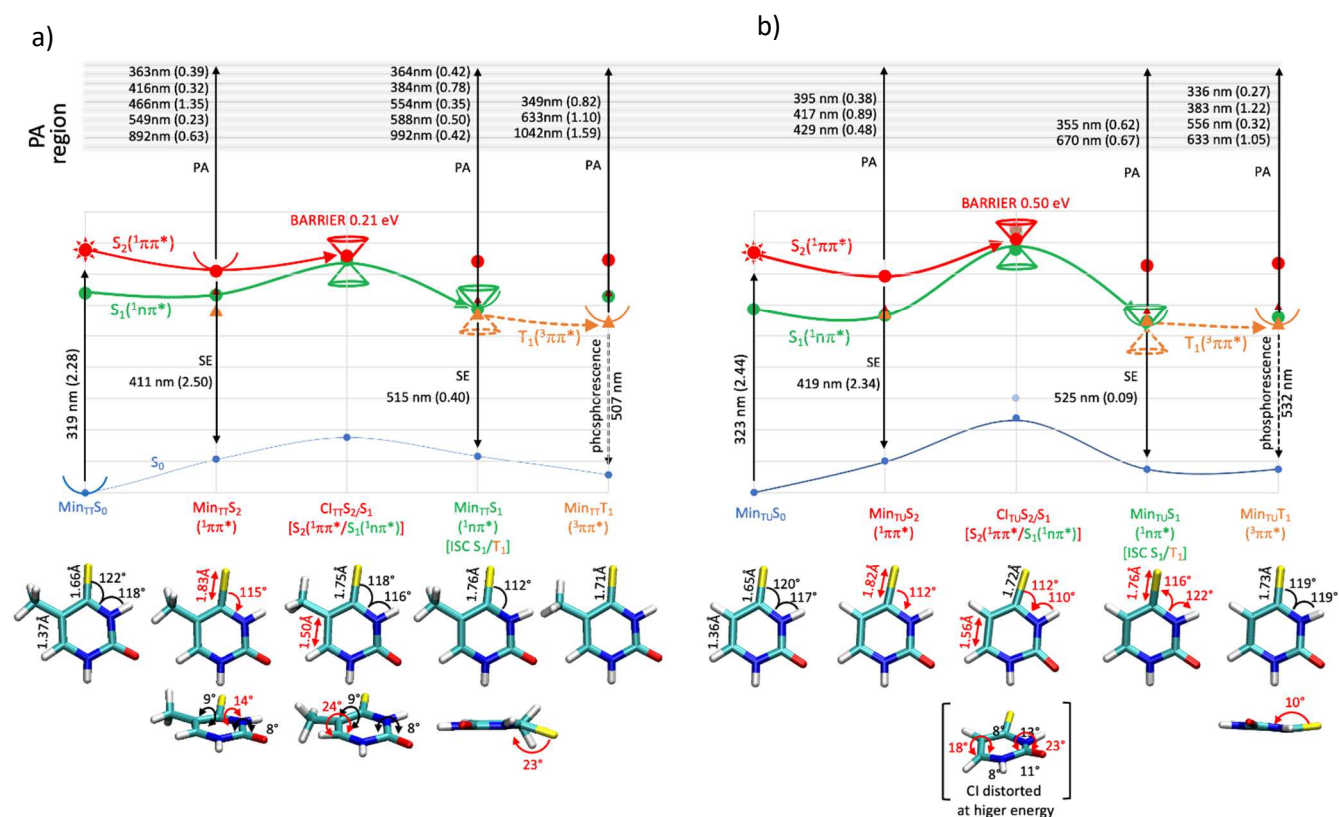 a)
b)
PA
region
363nm (0.39)
416nm (0.32)
466nm (1.35)
549nm (0.23)
892nm (0.63)
PA
364nm (0.42)
384nm (0.78)
554nm (0.35)
588nm (0.50)
992nm (0.42)
PA
349nm (0.82)
633nm (1.10)
1042nm (1.59)
PA
BARRIER 0.21 eV
S₂(¹ππ*)
S₁(¹nπ*)
T₁(³ππ*)
319 nm (2.28)
SE
411 nm (2.50)
SE
515 nm (0.40)
phosphorescence
507 nm
S₀
MinTTS₀
MinTTS₂
(¹ππ*)
CITTS₂/S₁
[S₂(¹ππ*/S₁(¹nπ*)]
MinTTS₁
(¹nπ*)
[ISC S₁/T₁]
MinTTT₁
(³ππ*)
1.66Å
122°
118°
1.37Å
1.83Å
115°
1.75Å
118°
116°
1.50Å
1.76Å
112°
1.71Å
9°
14°
8°
9°
24°
8°
23°
395 nm (0.38)
417 nm (0.89)
429 nm (0.48)
PA
355 nm (0.62)
670 nm (0.67)
PA
336 nm (0.27)
383 nm (1.22)
556 nm (0.32)
633 nm (1.05)
PA
BARRIER 0.50 eV
S₂(¹ππ*)
S₁(¹nπ*)
T₁(³ππ*)
323 nm (2.44)
SE
419 nm (2.34)
SE
525 nm (0.09)
phosphorescence
532 nm
MinTUS₀
MinTUS₂
(¹ππ*)
CITUS₂/S₁
[S₂(¹ππ*/S₁(¹nπ*)]
MinTUS₁
(¹nπ*)
[ISC S₁/T₁]
MinTUT₁
(³ππ*)
1.65Å
120°
117°
1.36Å
1.82Å
112°
1.72Å
112°
110°
1.56Å
1.76Å
116°
122°
1.73Å
119°
119°
8°
13°
18°
23°
8°
11°
CI distorted
at higer energy
10°